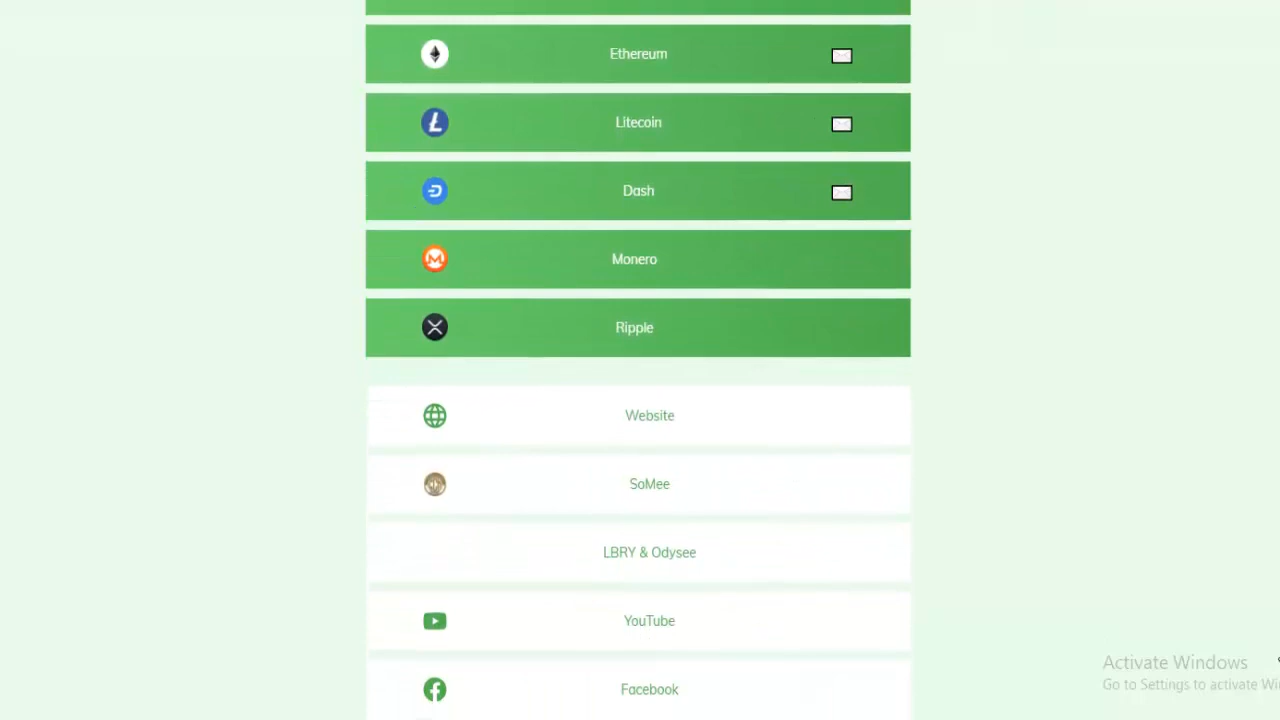 Ethereum
Litecoin
Dash
Monero
Ripple
Website
SoMee
LBRY & Odysee
YouTube
Facebook
Activate Windows
Go to Settings to activate Wi